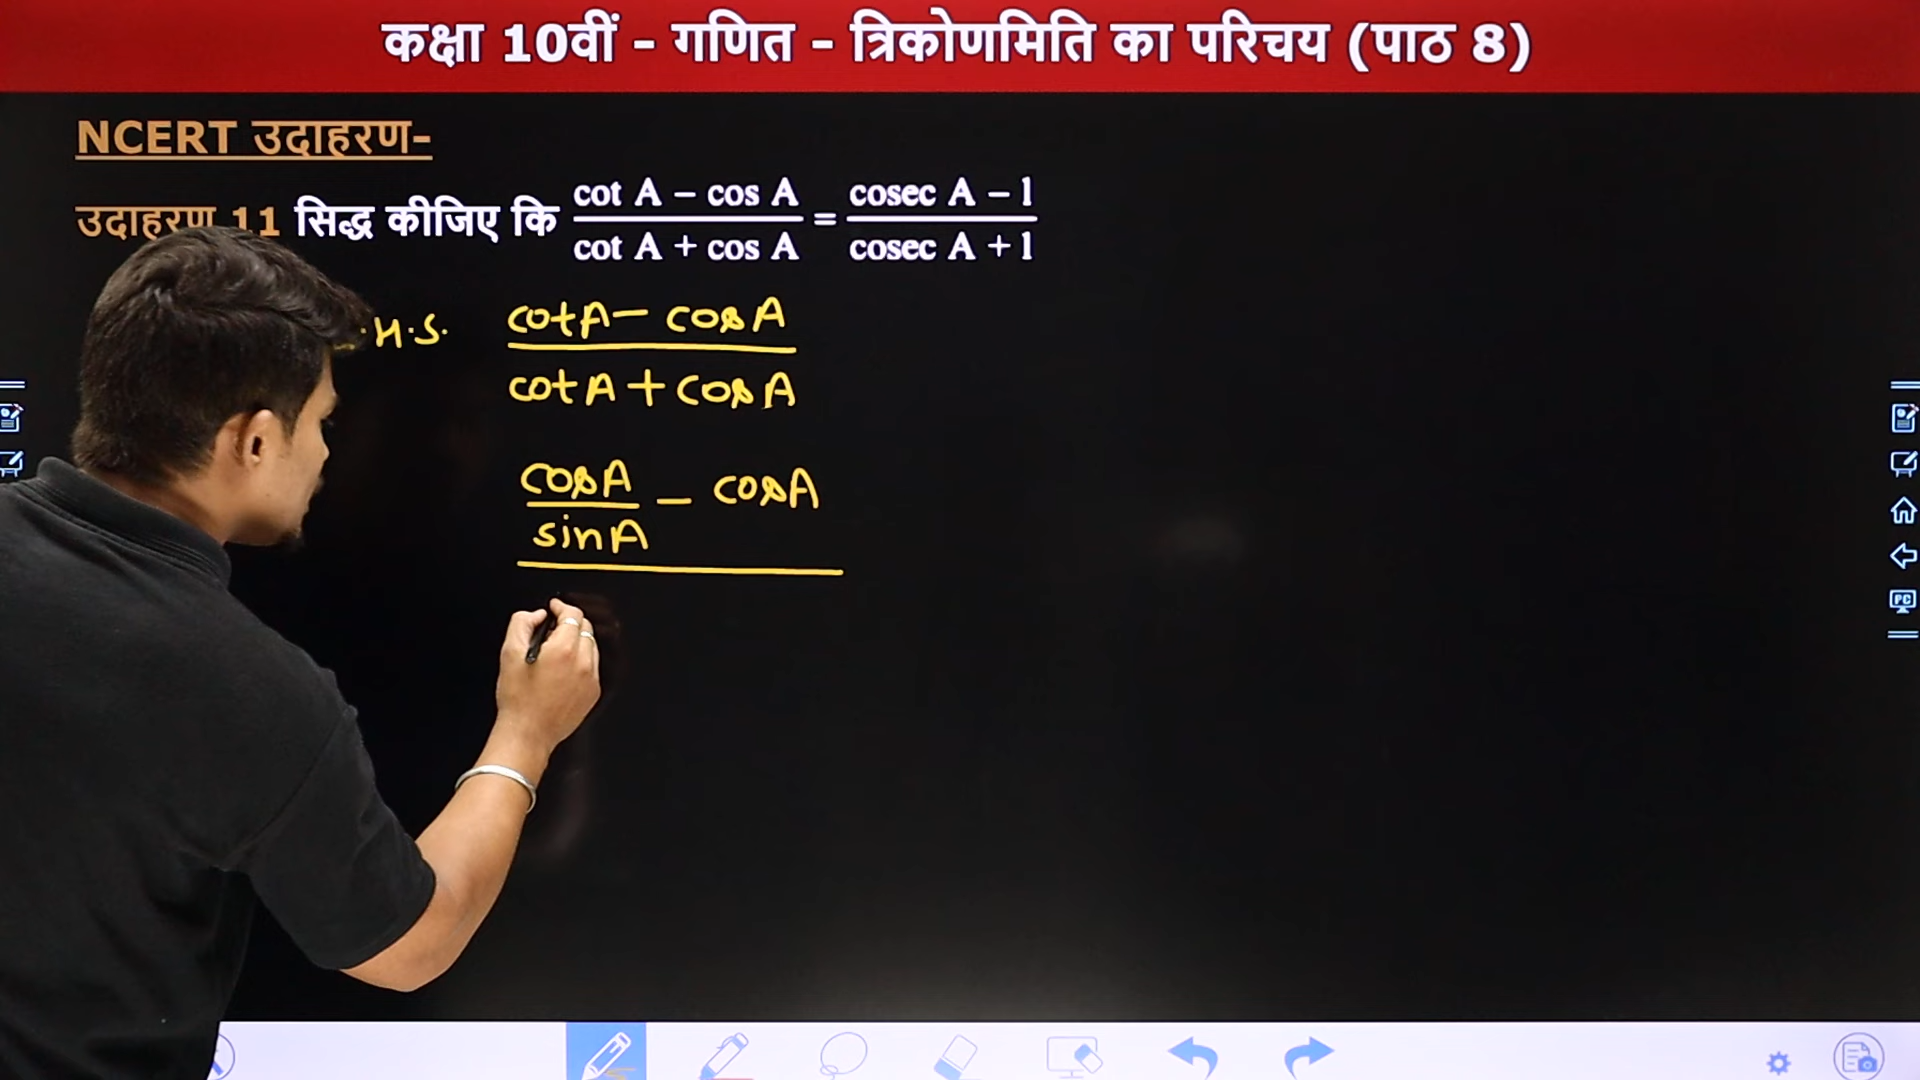 कक्षा 10वीं - गणित - त्रिकोणमिति का परिचय (पाठ 8)
NCERT उदाहरण-
उदाहरण 11 सिद्ध कीजिए कि (cot A – cos A)/(cot A + cos A) = (cosec A – 1)/(cosec A + 1)
.H.S. cotA – cosA
cotA + cosA
cosA – cosA
sinA
PC